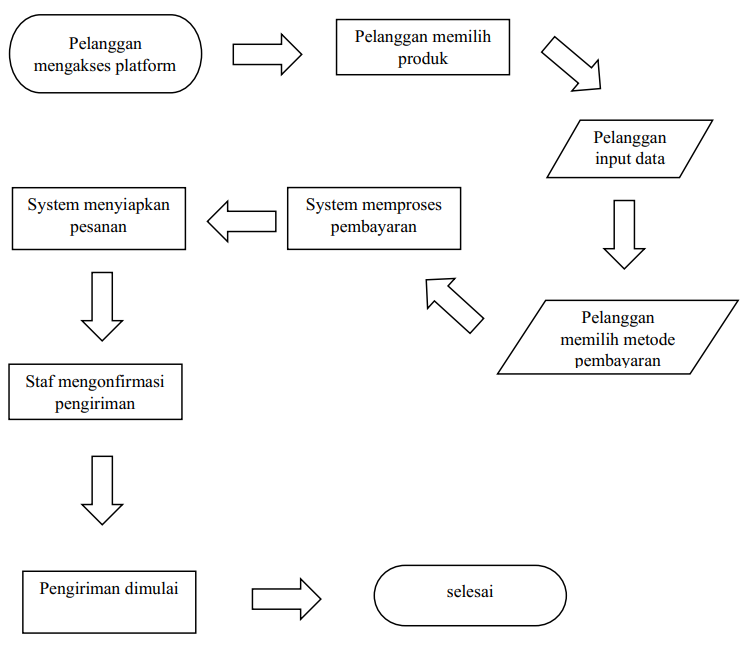 Pelanggan
mengakses platform
Pelanggan memilih
produk
Pelanggan
input data
Pelanggan
memilih metode
pembayaran
System memproses
pembayaran
System menyiapkan
pesanan
Staf mengonfirmasi
pengiriman
Pengiriman dimulai
selesai